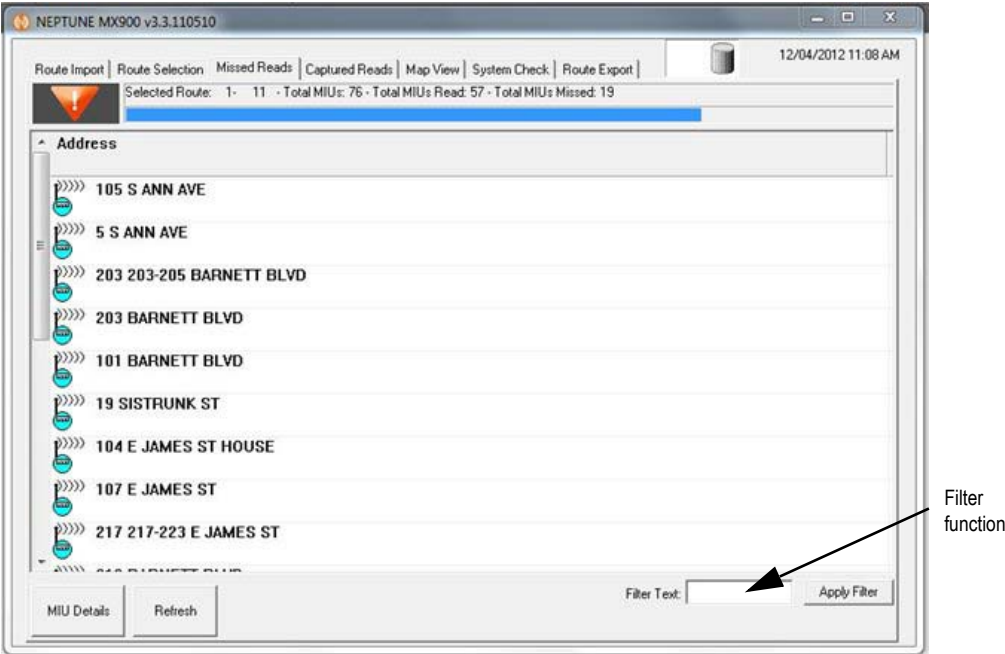 NEPTUNE MX900 v3.3.110510
12/04/2012 11:08 AM
Route Import Route Selection Missed Reads Captured Reads Map View System Check Route Export
Selected Route: 1- 11 - Total MIUs: 76 - Total MIUs Read: 57 - Total MIUs Missed: 19
Address
105 S ANN AVE
5 S ANN AVE
203 203-205 BARNETT BLVD
203 BARNETT BLVD
101 BARNETT BLVD
19 SISTRUNK ST
104 E JAMES ST HOUSE
107 E JAMES ST
217 217-223 E JAMES ST
Filter
function
Filter Text: Apply Filter
MIU Details Refresh